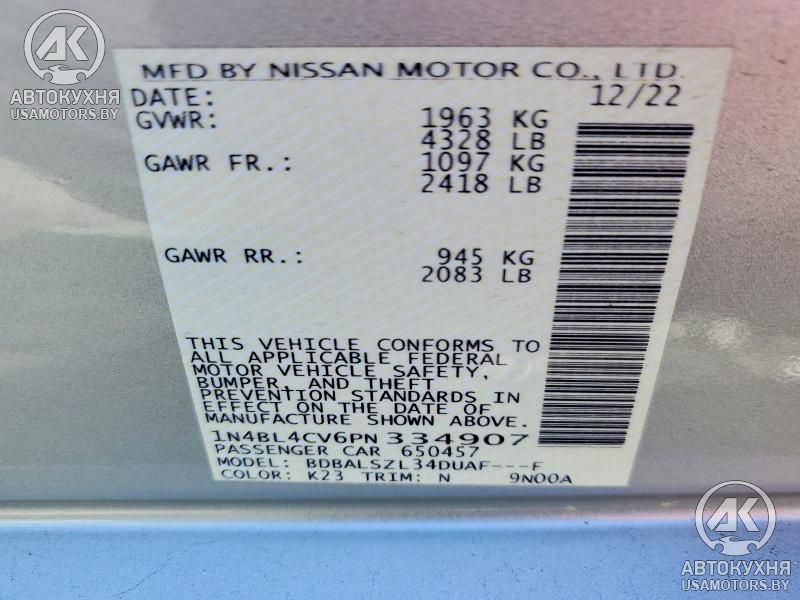 AK
АВТОКУХНЯ
USAMOTORS.BY
MFD BY NISSAN MOTOR CO., LTD.
DATE: 12/22
GVWR: 1963 KG
4328 LB
GAWR FR.: 1097 KG
2418 LB
GAWR RR.: 945 KG
2083 LB
THIS VEHICLE CONFORMS TO
ALL APPLICABLE FEDERAL
MOTOR VEHICLE SAFETY,
BUMPER, AND THEFT
PREVENTION STANDARDS IN
EFFECT ON THE DATE OF
MANUFACTURE SHOWN ABOVE.
1N4BL4CV6PN334907
PASSENGER CAR 650457
MODEL: BDBALSZL34DUAF---F
COLOR: K23 TRIM: N 9N00A
AK
АВТОКУХНЯ
USAMOTORS.BY